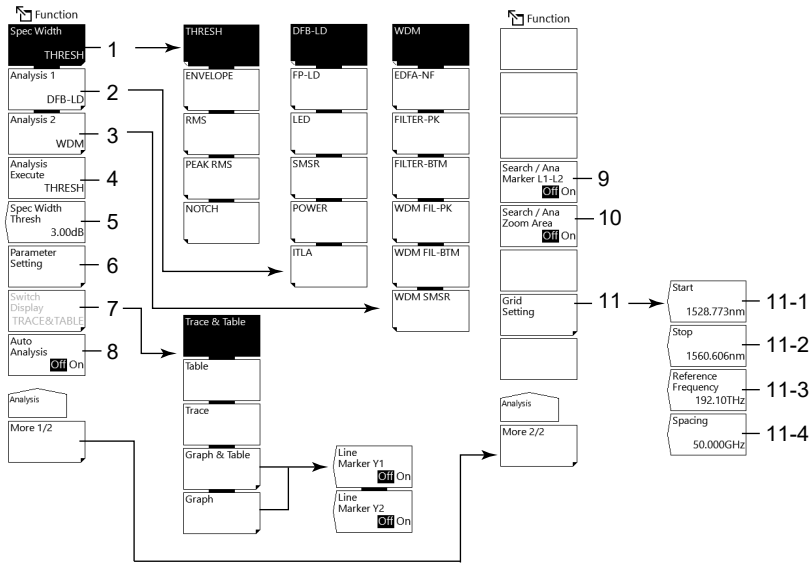 Function
Spec Width
THRESH
1
Analysis 1
DFB-LD
2
Analysis 2
WDM
3
Analysis
Execute
THRESH
4
Spec Width
Thresh
3.00dB
5
Parameter
Setting
6
Switch
Display
TRACE&TABLE
7
Auto
Analysis
Off On
8
Analysis
More 1/2
THRESH
ENVELOPE
RMS
PEAK RMS
NOTCH
DFB-LD
FP-LD
LED
SMSR
POWER
ITLA
WDM
EDFA-NF
FILTER-PK
FILTER-BTM
WDM FIL-PK
WDM FIL-BTM
WDM SMSR
Trace & Table
Table
Trace
Graph & Table
Graph
Line
Marker Y1
Off On
Line
Marker Y2
Off On
Function
Search / Ana
Marker L1-L2
Off On
9
Search / Ana
Zoom Area
Off On
10
Grid
Setting
11
Analysis
More 2/2
Start
1528.773nm
11-1
Stop
1560.606nm
11-2
Reference
Frequency
192.10THz
11-3
Spacing
50.000GHz
11-4